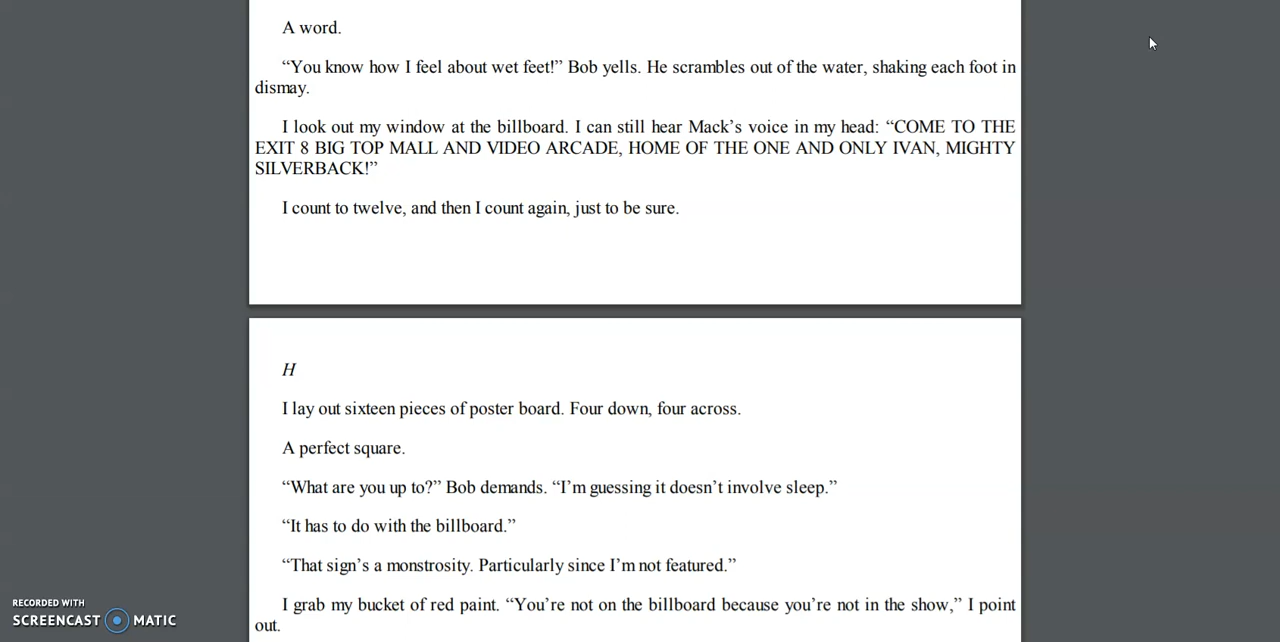 A word.
“You know how I feel about wet feet!” Bob yells. He scrambles out of the water, shaking each foot in
dismay.
I look out my window at the billboard. I can still hear Mack’s voice in my head: “COME TO THE
EXIT 8 BIG TOP MALL AND VIDEO ARCADE, HOME OF THE ONE AND ONLY IVAN, MIGHTY
SILVERBACK!”
I count to twelve, and then I count again, just to be sure.
H
I lay out sixteen pieces of poster board. Four down, four across.
A perfect square.
“What are you up to?” Bob demands. “I’m guessing it doesn’t involve sleep.”
“It has to do with the billboard.”
“That sign’s a monstrosity. Particularly since I’m not featured.”
I grab my bucket of red paint. “You’re not on the billboard because you’re not in the show,” I point
out.
RECORDED WITH
SCREENCAST MATIC